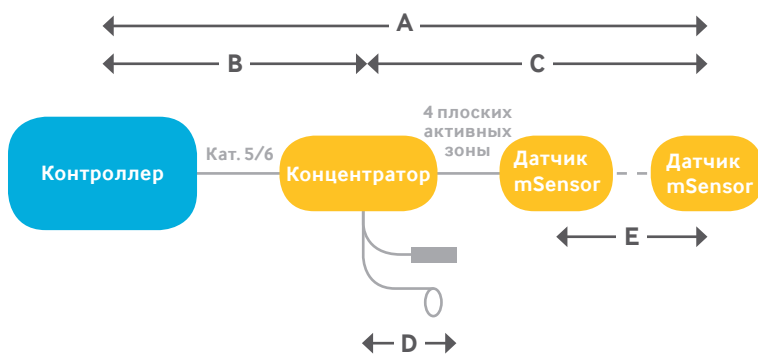 A
B
C
4 плоских
активных
зоны
Кат. 5/6
Контроллер
Концентратор
Датчик
mSensor
Датчик
mSensor
E
D